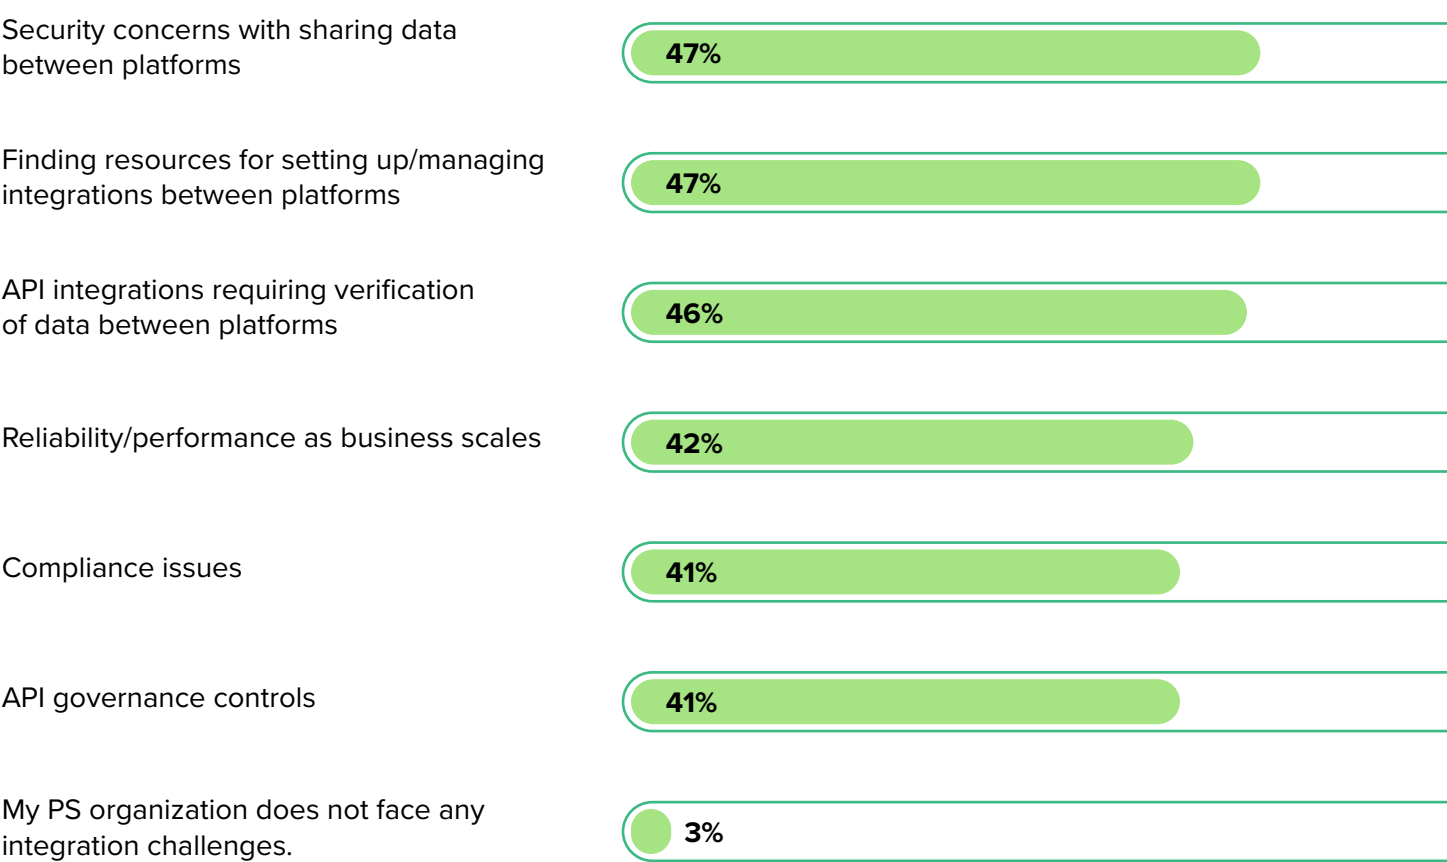 Security concerns with sharing data
between platforms
47%
Finding resources for setting up/managing
integrations between platforms
47%
API integrations requiring verification
of data between platforms
46%
Reliability/performance as business scales
42%
Compliance issues
41%
API governance controls
41%
My PS organization does not face any
integration challenges.
3%